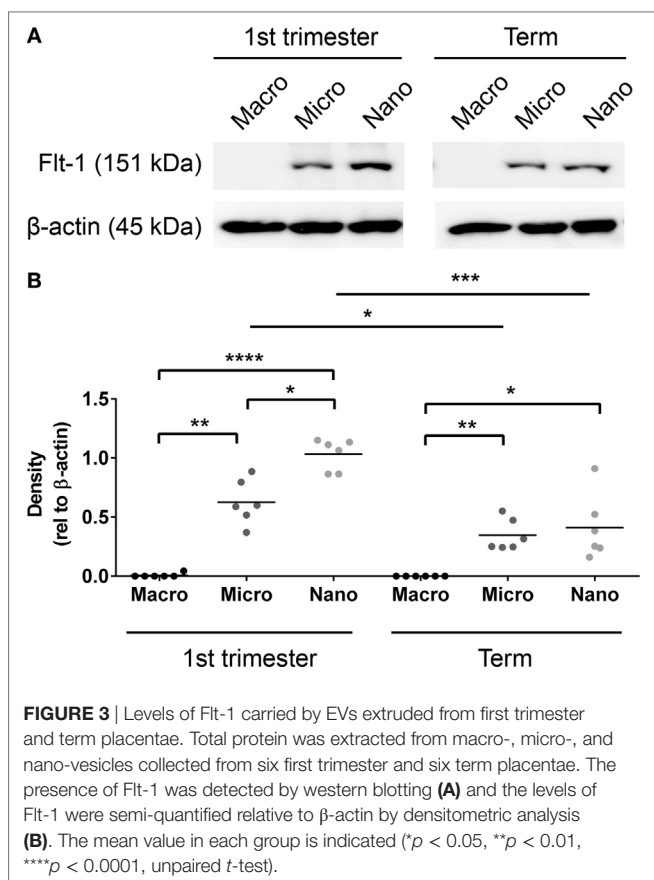 A
1st trimester Term
Macro Micro Nano Macro Micro Nano
Flt-1 (151 kDa)
β-actin (45 kDa)
B
***
*
****
*
**
*
**
Density
(rel to β-actin)
1.5
1.0
0.5
0.0
Macro Micro Nano Macro Micro Nano
1st trimester Term
FIGURE 3 | Levels of Flt-1 carried by EVs extruded from first trimester
and term placentae. Total protein was extracted from macro-, micro-, and
nano-vesicles collected from six first trimester and six term placentae. The
presence of Flt-1 was detected by western blotting (A) and the levels of
Flt-1 were semi-quantified relative to β-actin by densitometric analysis
(B). The mean value in each group is indicated (*p < 0.05, **p < 0.01,
****p < 0.0001, unpaired t-test).